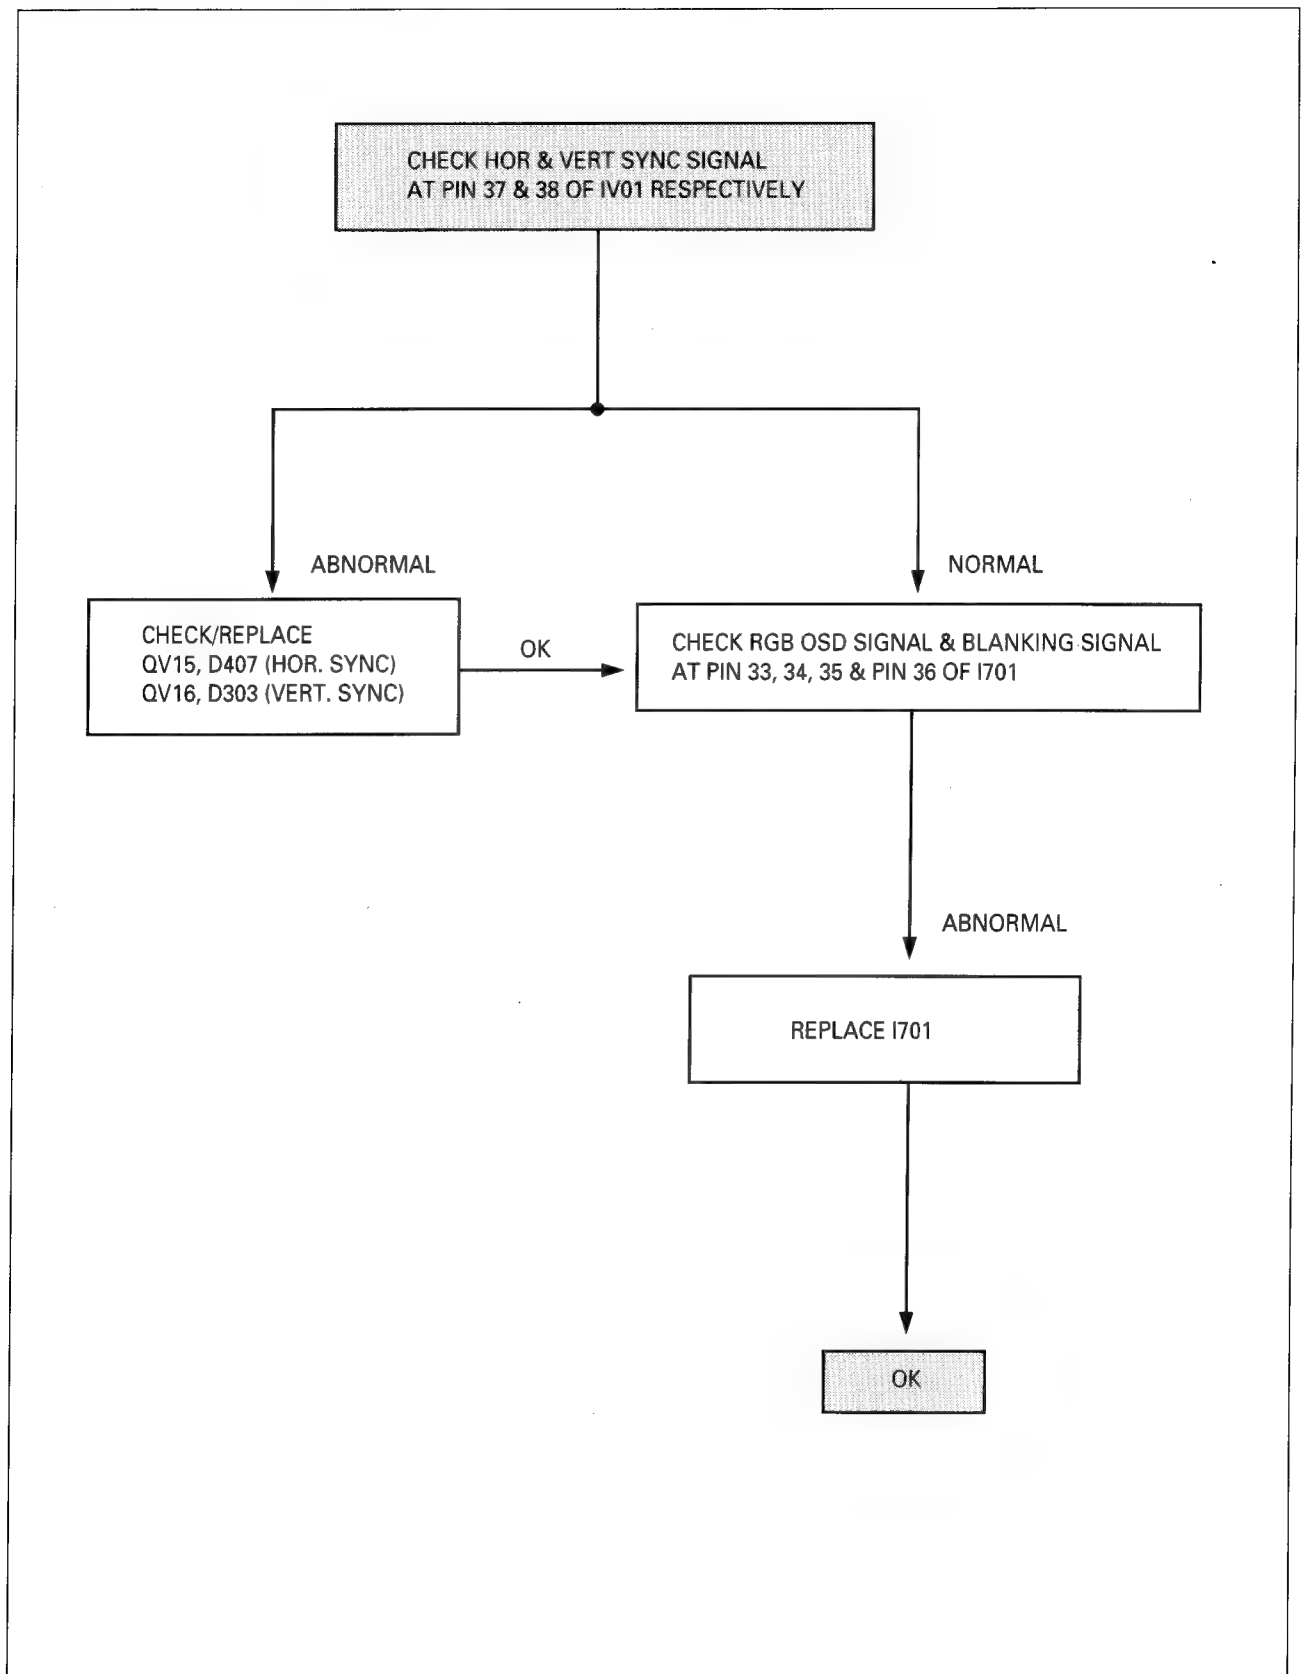 CHECK HOR & VERT SYNC SIGNAL
AT PIN 37 & 38 OF IV01 RESPECTIVELY
ABNORMAL
NORMAL
CHECK/REPLACE
QV15, D407 (HOR. SYNC)
QV16, D303 (VERT. SYNC)
OK
CHECK RGB OSD SIGNAL & BLANKING SIGNAL
AT PIN 33, 34, 35 & PIN 36 OF I701
ABNORMAL
REPLACE I701
OK